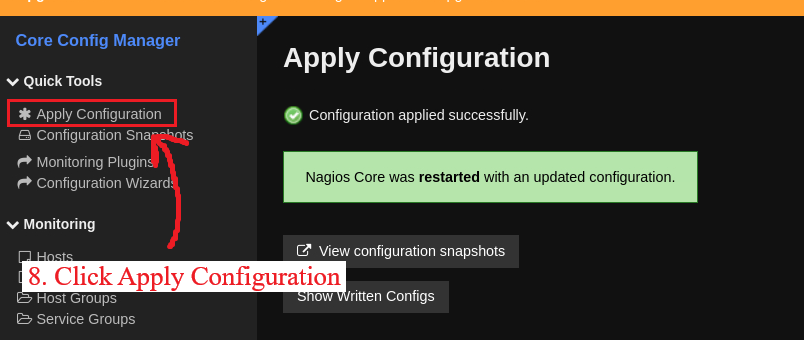 Core Config Manager
Quick Tools
Apply Configuration
Configuration Snapshots
Monitoring Plugins
Configuration Wizards
Monitoring
Hosts
8. Click Apply Configuration
Host Groups
Service Groups
Apply Configuration
Configuration applied successfully.
Nagios Core was restarted with an updated configuration.
View configuration snapshots
Show Written Configs